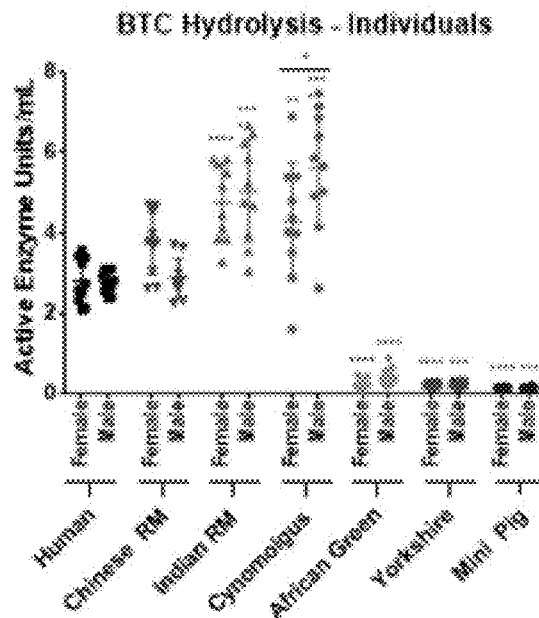 BTC Hydrolysis - Individuals
Active Enzyme Units/mL
8
6
4
2
0
Female
Male
Female
Male
Female
Male
Female
Male
Female
Male
Female
Male
Female
Male
Human
Chinese RM
Indian RM
Cynomolgus
African Green
Yorkshire
Mini Pig